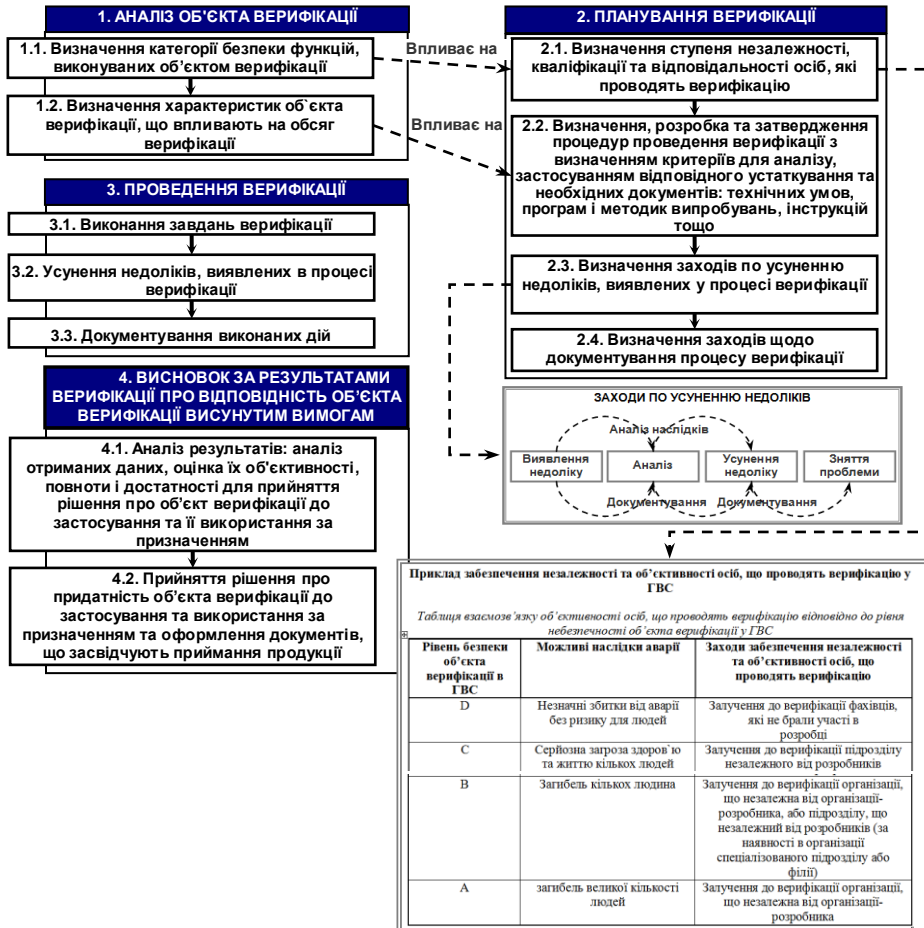 1. АНАЛІЗ ОБ'ЄКТА ВЕРИФІКАЦІЇ
1.1. Визначення категорії безпеки функцій,
виконуваних об’єктом верифікації
1.2. Визначення характеристик об`єкта
верифікації, що впливають на обсяг
верифікації
Впливає на
Впливає на
2. ПЛАНУВАННЯ ВЕРИФІКАЦІЇ
2.1. Визначення ступеня незалежності,
кваліфікації та відповідальності осіб, які
проводять верифікацію
2.2. Визначення, розробка та затвердження
процедур проведення верифікації з
визначенням критеріїв для аналізу,
застосуванням відповідного устаткування та
необхідних документів: технічних умов,
програм і методик випробувань, інструкцій
тощо
2.3. Визначення заходів по усуненню
недоліків, виявлених у процесі верифікації
2.4. Визначення заходів щодо
документування процесу верифікації
3. ПРОВЕДЕННЯ ВЕРИФІКАЦІЇ
3.1. Виконання завдань верифікації
3.2. Усунення недоліків, виявлених в процесі
верифікації
3.3. Документування виконаних дій
4. ВИСНОВОК ЗА РЕЗУЛЬТАТАМИ
ВЕРИФІКАЦІЇ ПРО ВІДПОВІДНІСТЬ ОБ’ЄКТА
ВЕРИФІКАЦІЇ ВИСУНУТИМ ВИМОГАМ
4.1. Аналіз результатів: аналіз
отриманих даних, оцінка їх об'єктивності,
повноти і достатності для прийняття
рішення про об’єкт верифікації до
застосування та її використання за
призначенням
4.2. Прийняття рішення про
придатність об’єкта верифікації до
застосування та використання за
призначенням та оформлення документів,
що засвідчують приймання продукції
ЗАХОДИ ПО УСУНЕННЮ НЕДОЛІКІВ
Аналіз наслідків
Виявлення
недоліку
Аналіз
Усунення
недоліку
Зняття
проблеми
Документування
Документування
Приклад забезпечення незалежності та об’єктивності осіб, що проводять верифікацію у
ГВС
Таблиця взаємозв’язку об’єктивності осіб, що проводять верифікацію відповідно до рівня
небезпечності об’єкта верифікації у ГВС
Рівень безпеки
об’єкта
верифікації в
ГВС
Можливі наслідки аварії
Заходи забезпечення незалежності
та об’єктивності осіб, що
проводять верифікацію
D
Незначні збитки від аварії
без ризику для людей
Залучення до верифікації фахівців,
які не брали участі в
розробці
C
Серйозна загроза здоров`ю
та життю кількох людей
Залучення до верифікації підрозділу
незалежного від розробників
B
Загибель кількох людина
Залучення до верифікації організації,
що незалежна від організації-
розробника, або підрозділу, що
незалежний від розробників (за
наявності в організації
спеціалізованого підрозділу або
філії)
A
загибель великої кількості
людей
Залучення до верифікації організації,
що незалежна від організації-
розробника